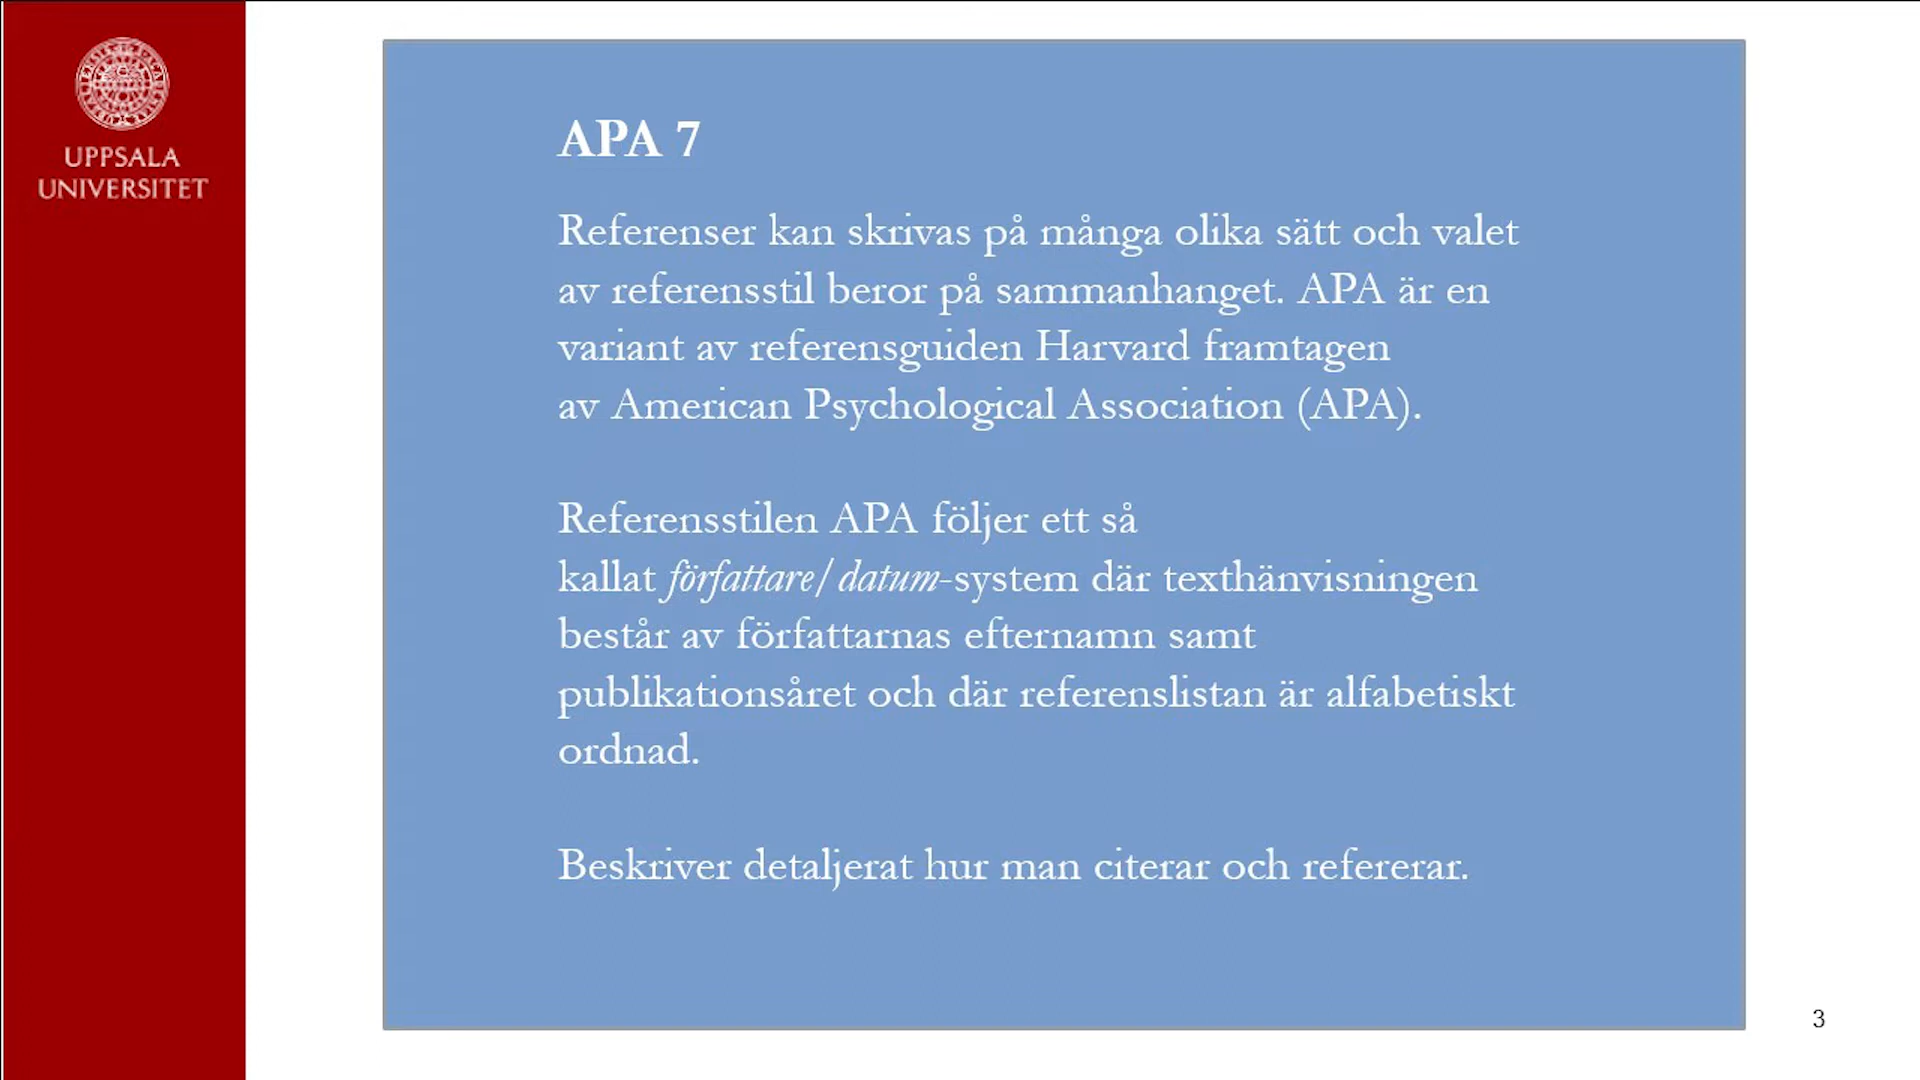 UPPSALA
UNIVERSITET
APA 7
Referenser kan skrivas på många olika sätt och valet
av referensstil beror på sammanhanget. APA är en
variant av referensguiden Harvard framtagen
av American Psychological Association (APA).
Referensstilen APA följer ett så
kallat författare/datum-system där texthänvisningen
består av författarnas efternamn samt
publikationsåret och där referenslistan är alfabetiskt
ordnad.
Beskriver detaljerat hur man citerar och refererar.
3